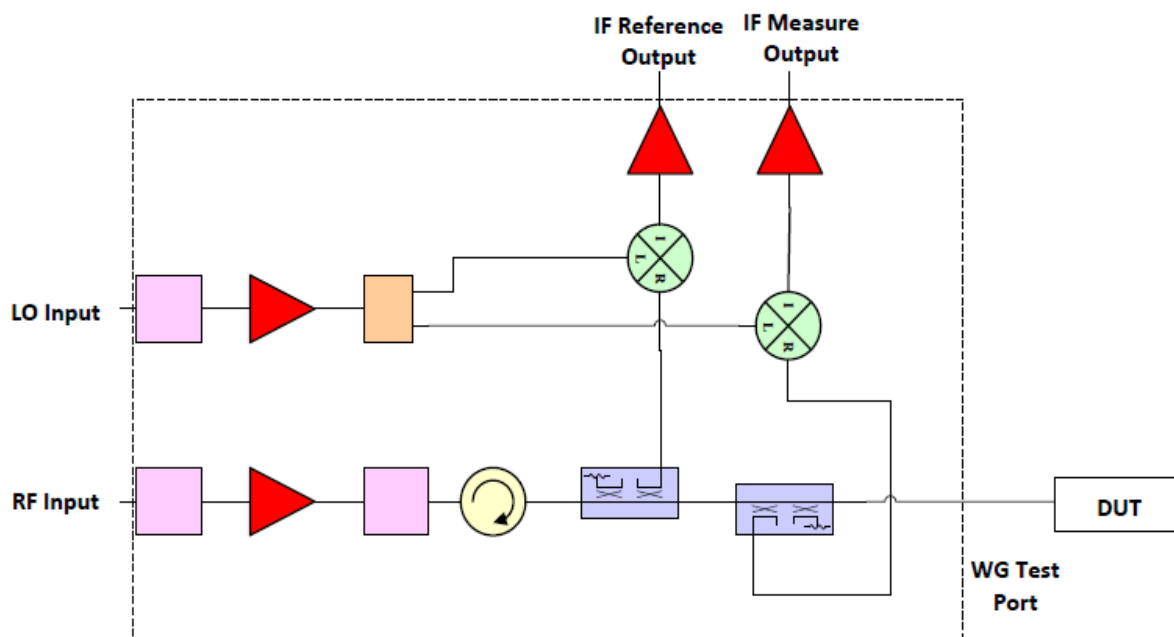 IF Reference
Output
IF Measure
Output
I
L
R
I
L
R
LO Input
RF Input
DUT
WG Test
Port